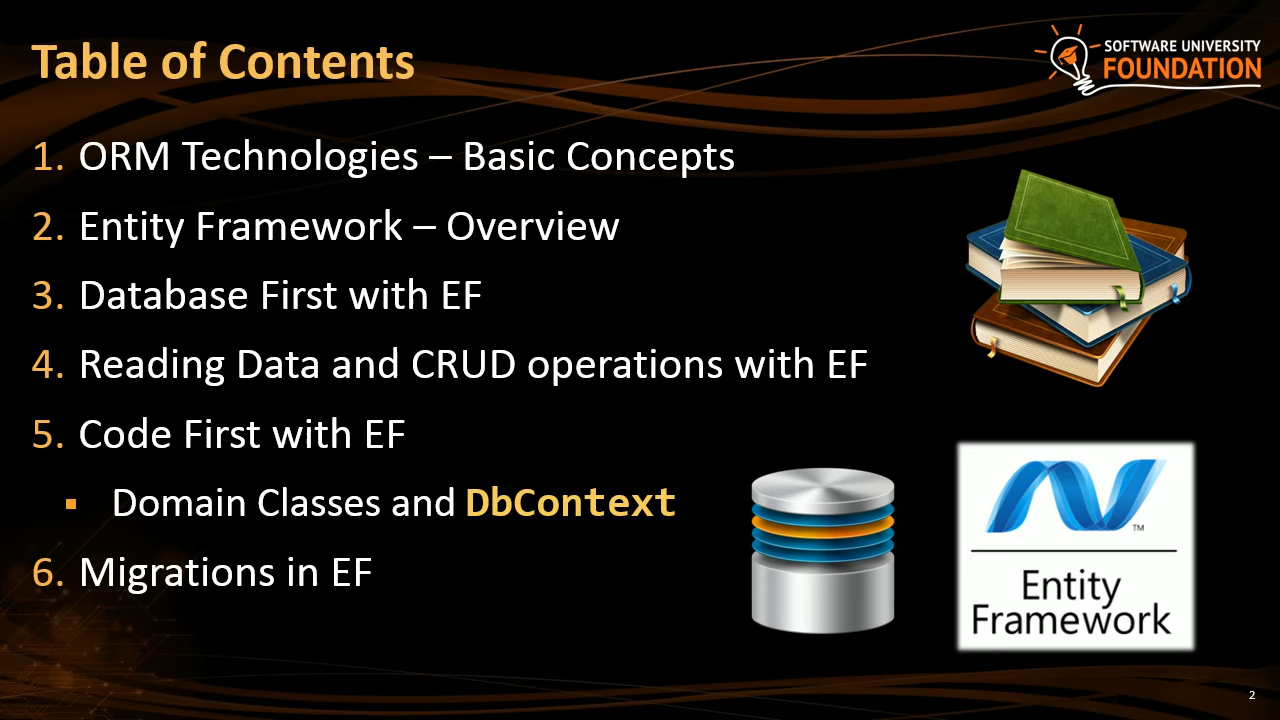 Table of Contents
SOFTWARE UNIVERSITY
FOUNDATION
1. ORM Technologies – Basic Concepts
2. Entity Framework – Overview
3. Database First with EF
4. Reading Data and CRUD operations with EF
5. Code First with EF
▪ Domain Classes and DbContext
6. Migrations in EF
TM
Entity
Framework
2